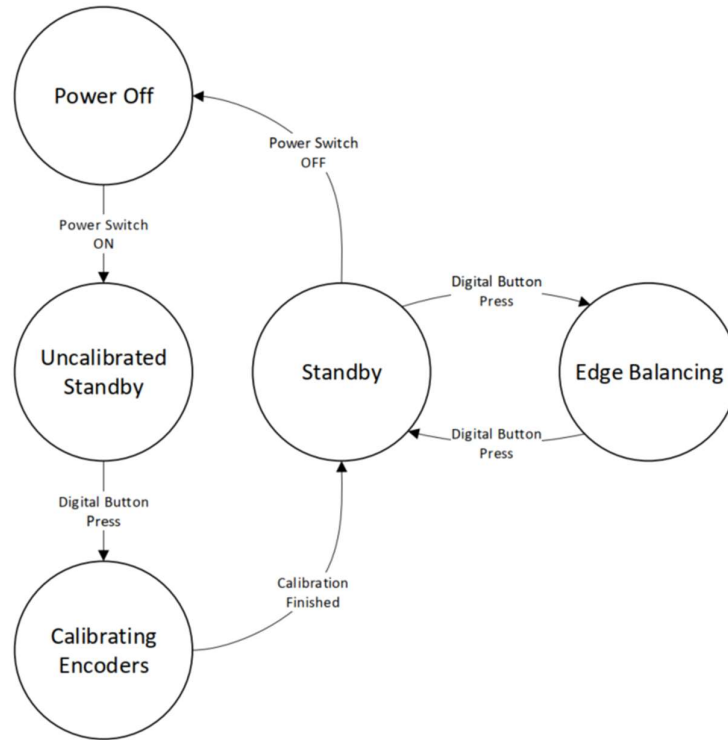 Power Off
Power Switch
OFF
Power Switch
ON
Digital Button
Press
Uncalibrated
Standby
Standby
Edge Balancing
Digital Button
Press
Digital Button
Press
Calibration
Finished
Calibrating
Encoders